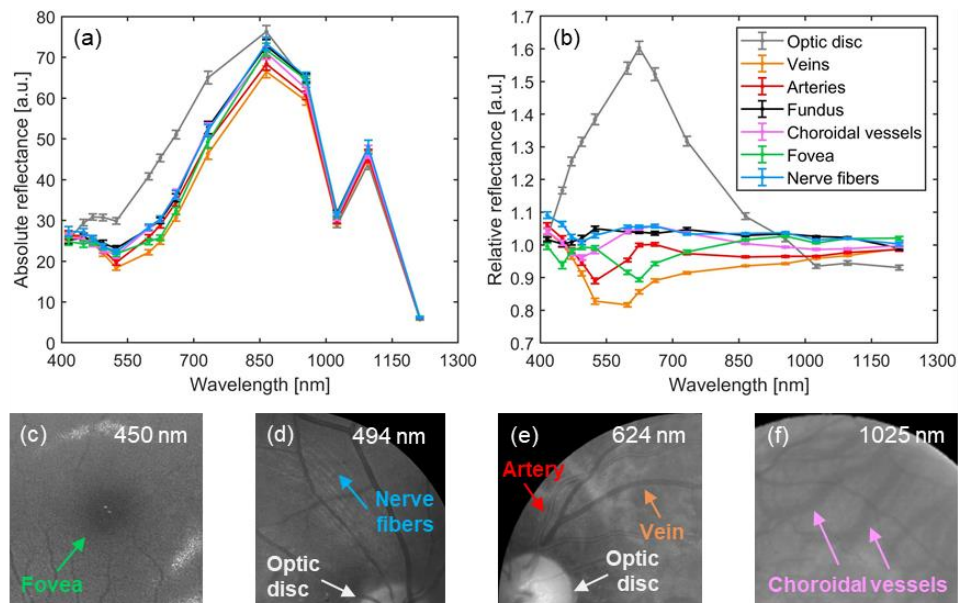 (a)
Absolute reflectance [a.u.]
80
70
60
50
40
30
20
10
0
400 550 700 850 1000 1150 1300
Wavelength [nm]
(b)
Relative reflectance [a.u.]
1.7
1.6
1.5
1.4
1.3
1.2
1.1
1.0
0.9
0.8
0.7
400 550 700 850 1000 1150 1300
Wavelength [nm]
Optic disc
Veins
Arteries
Fundus
Choroidal vessels
Fovea
Nerve fibers
(c) 450 nm
Fovea
(d) 494 nm
Nerve
fibers
Optic
disc
(e) 624 nm
Artery
Vein
Optic
disc
(f) 1025 nm
Choroidal vessels